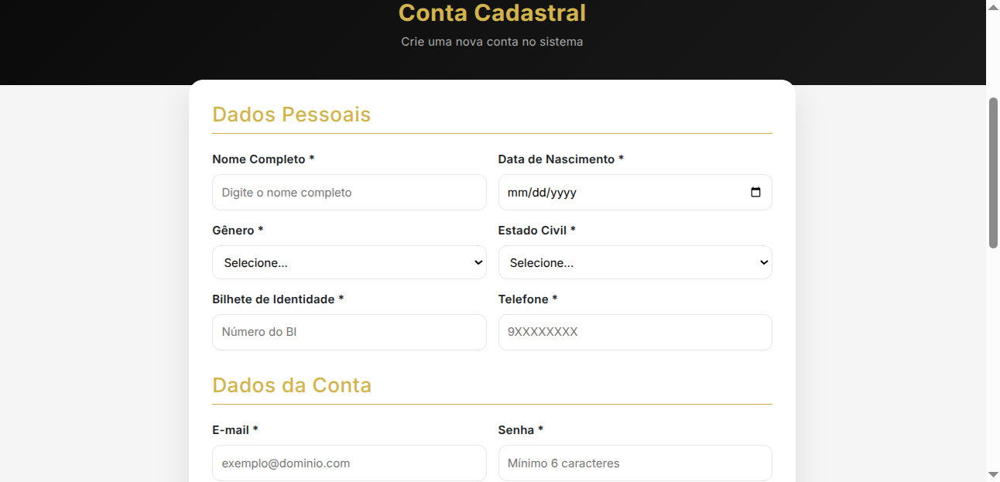 Conta Cadastral
Crie uma nova conta no sistema
Dados Pessoais
Nome Completo * Data de Nascimento *
Digite o nome completo mm/dd/yyyy
Gênero * Estado Civil *
Selecione... Selecione...
Bilhete de Identidade * Telefone *
Número do BI 9XXXXXXXX
Dados da Conta
E-mail * Senha *
exemplo@dominio.com Mínimo 6 caracteres